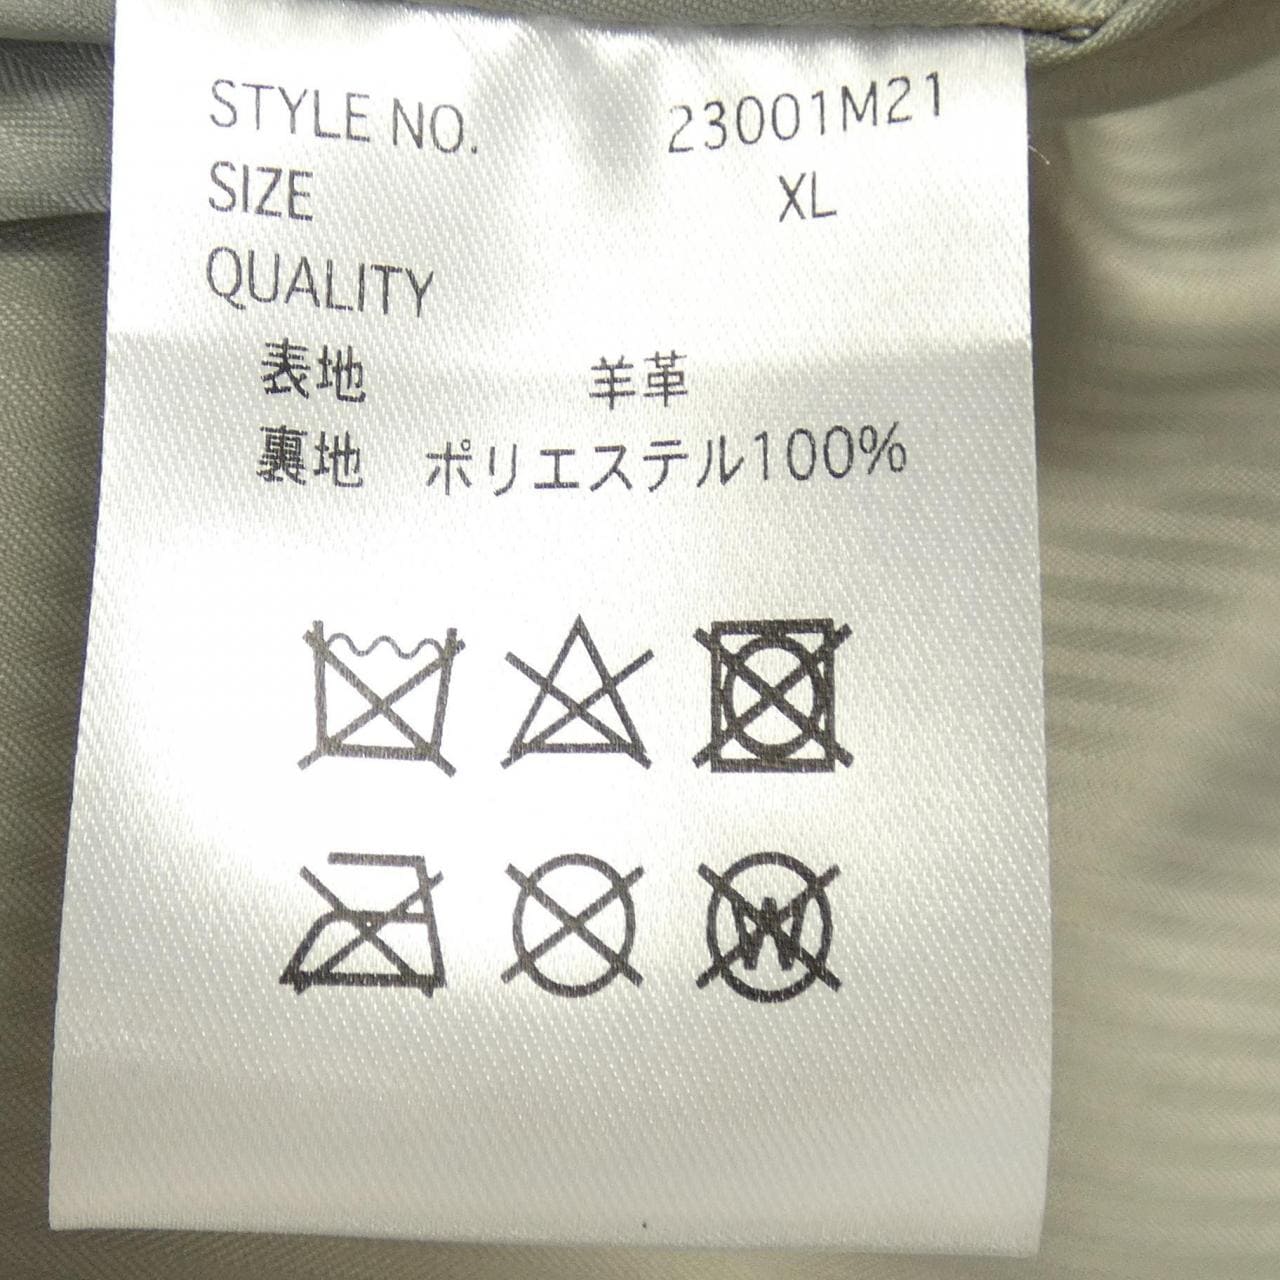 STYLE NO. 23001M21
SIZE XL
QUALITY
表地 羊革
裏地 ポリエステル100%
W